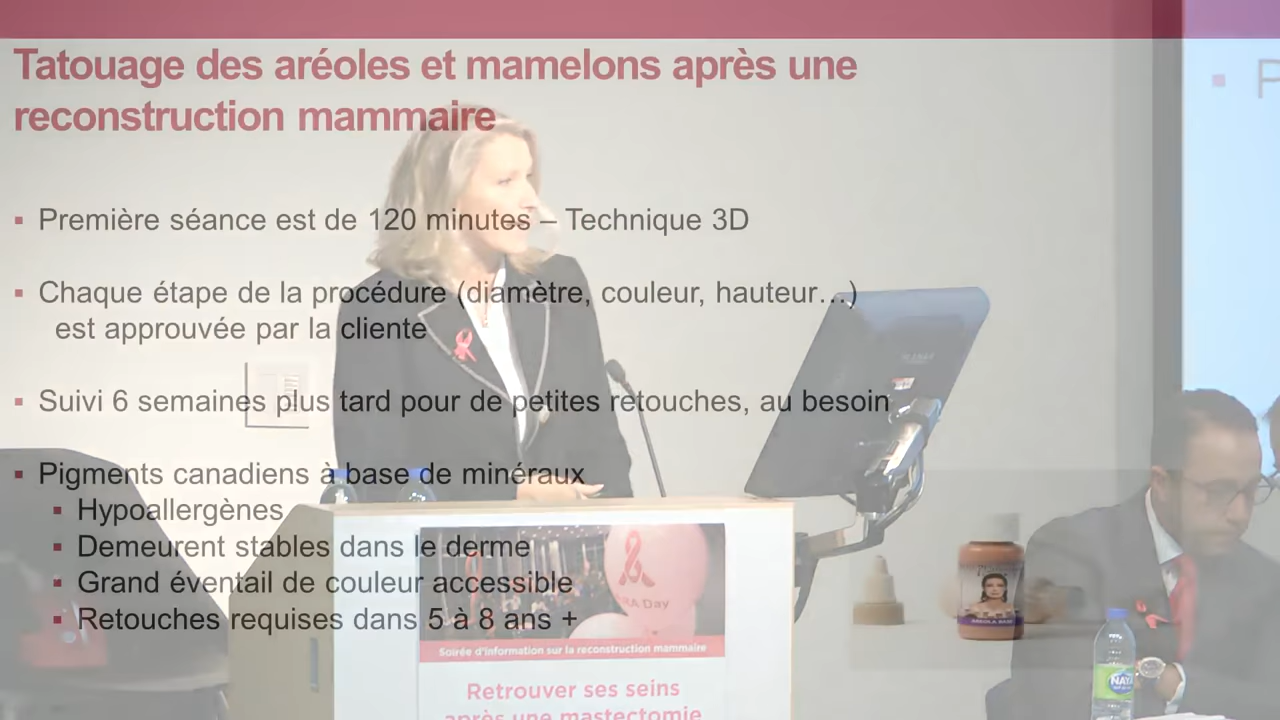 Tatouage des aréoles et mamelons après une
reconstruction mammaire
▪ P
▪ Première séance est de 120 minutes – Technique 3D
▪ Chaque étape de la procédure (diamètre, couleur, hauteur…)
est approuvée par la cliente
▪ Suivi 6 semaines plus tard pour de petites retouches, au besoin
▪ Pigments canadiens à base de minéraux
▪ Hypoallergènes
▪ Demeurent stables dans le derme
▪ Grand éventail de couleur accessible
▪ Retouches requises dans 5 à 8 ans +
BRA Day
Soirée d'information sur la reconstruction mammaire
Retrouver ses seins
après une mastectomie
NAYA